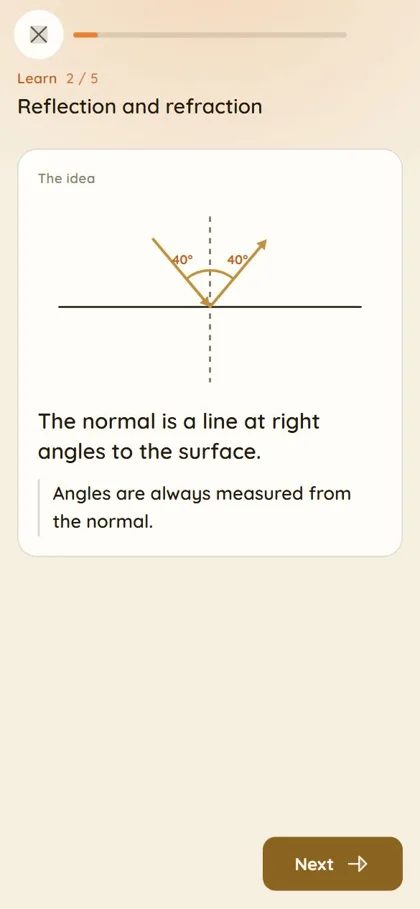 Learn 2 / 5
Reflection and refraction
The idea
40° 40°
The normal is a line at right
angles to the surface.
Angles are always measured from
the normal.
Next